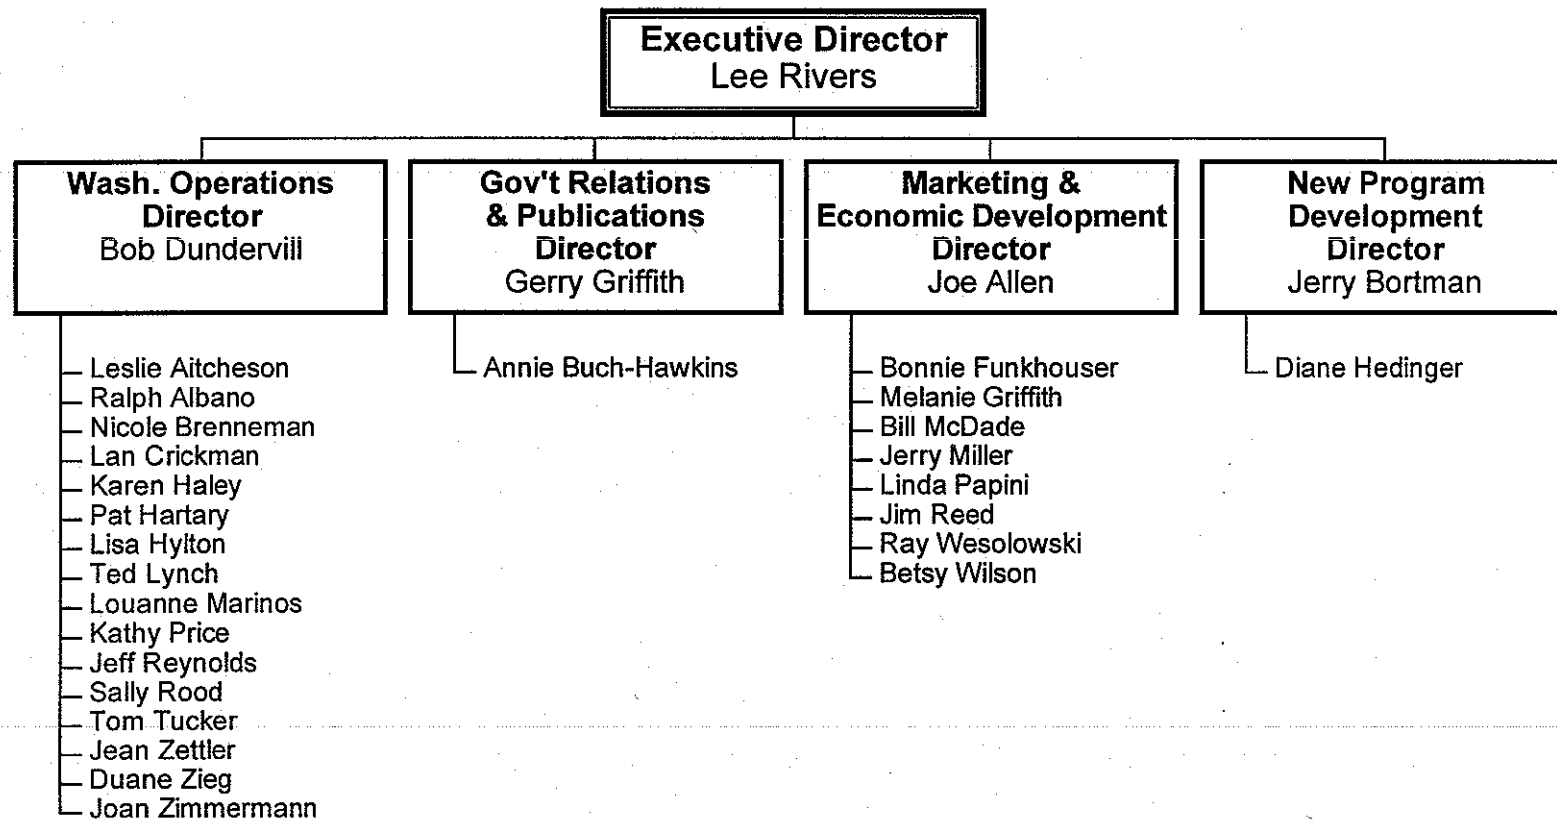 Executive Director
Lee Rivers
Wash. Operations
Director
Bob Dundervill
Gov't Relations
& Publications
Director
Gerry Griffith
Marketing &
Economic Development
Director
Joe Allen
New Program
Development
Director
Jerry Bortman
Leslie Aitcheson
Ralph Albano
Nicole Brenneman
Lan Crickman
Karen Haley
Pat Hartary
Lisa Hylton
Ted Lynch
Louanne Marinos
Kathy Price
Jeff Reynolds
Sally Rood
Tom Tucker
Jean Zettler
Duane Zieg
Joan Zimmermann
Annie Buch-Hawkins
Bonnie Funkhouser
Melanie Griffith
Bill McDade
Jerry Miller
Linda Papini
Jim Reed
Ray Wesolowski
Betsy Wilson
Diane Hedinger